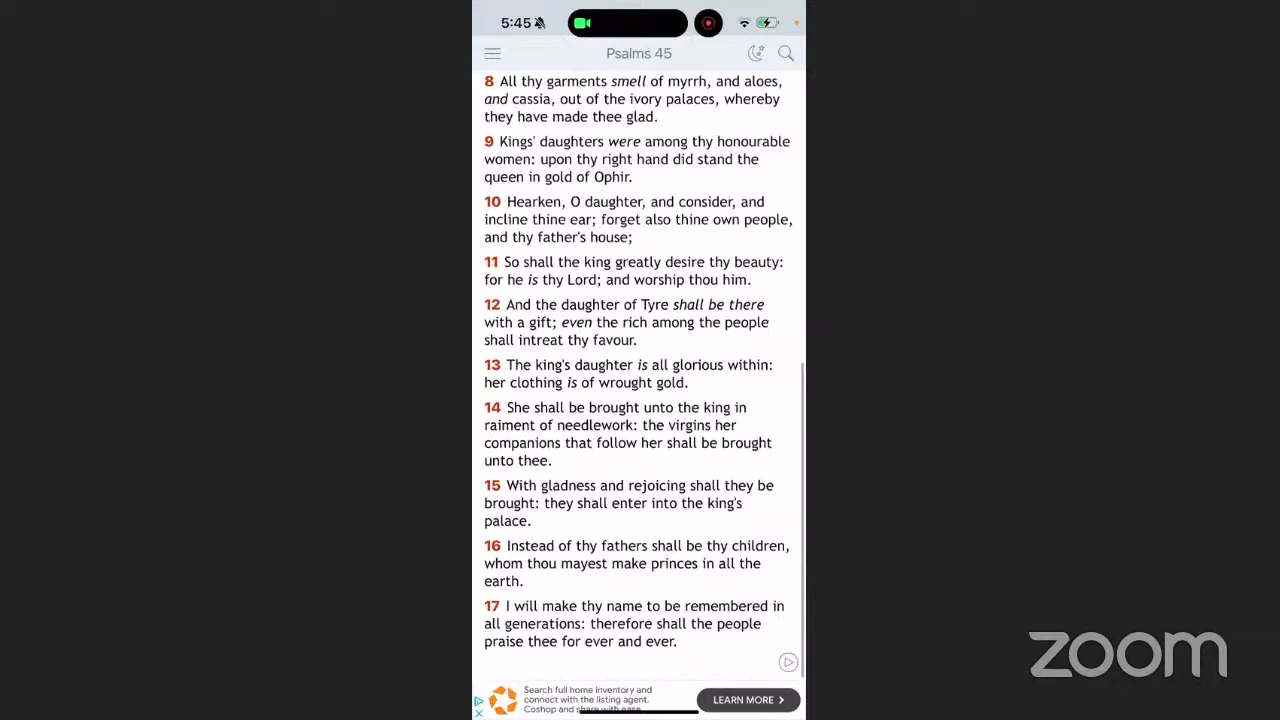 5:45
Psalms 45
8 All thy garments smell of myrrh, and aloes,
and cassia, out of the ivory palaces, whereby
they have made thee glad.
9 Kings' daughters were among thy honourable
women: upon thy right hand did stand the
queen in gold of Ophir.
10 Hearken, O daughter, and consider, and
incline thine ear; forget also thine own people,
and thy father's house;
11 So shall the king greatly desire thy beauty:
for he is thy Lord; and worship thou him.
12 And the daughter of Tyre shall be there
with a gift; even the rich among the people
shall intreat thy favour.
13 The king's daughter is all glorious within:
her clothing is of wrought gold.
14 She shall be brought unto the king in
raiment of needlework: the virgins her
companions that follow her shall be brought
unto thee.
15 With gladness and rejoicing shall they be
brought: they shall enter into the king's
palace.
16 Instead of thy fathers shall be thy children,
whom thou mayest make princes in all the
earth.
17 I will make thy name to be remembered in
all generations: therefore shall the people
praise thee for ever and ever.
Search full home inventory and
connect with the listing agent.
Coshop and share with ease.
LEARN MORE
zoom